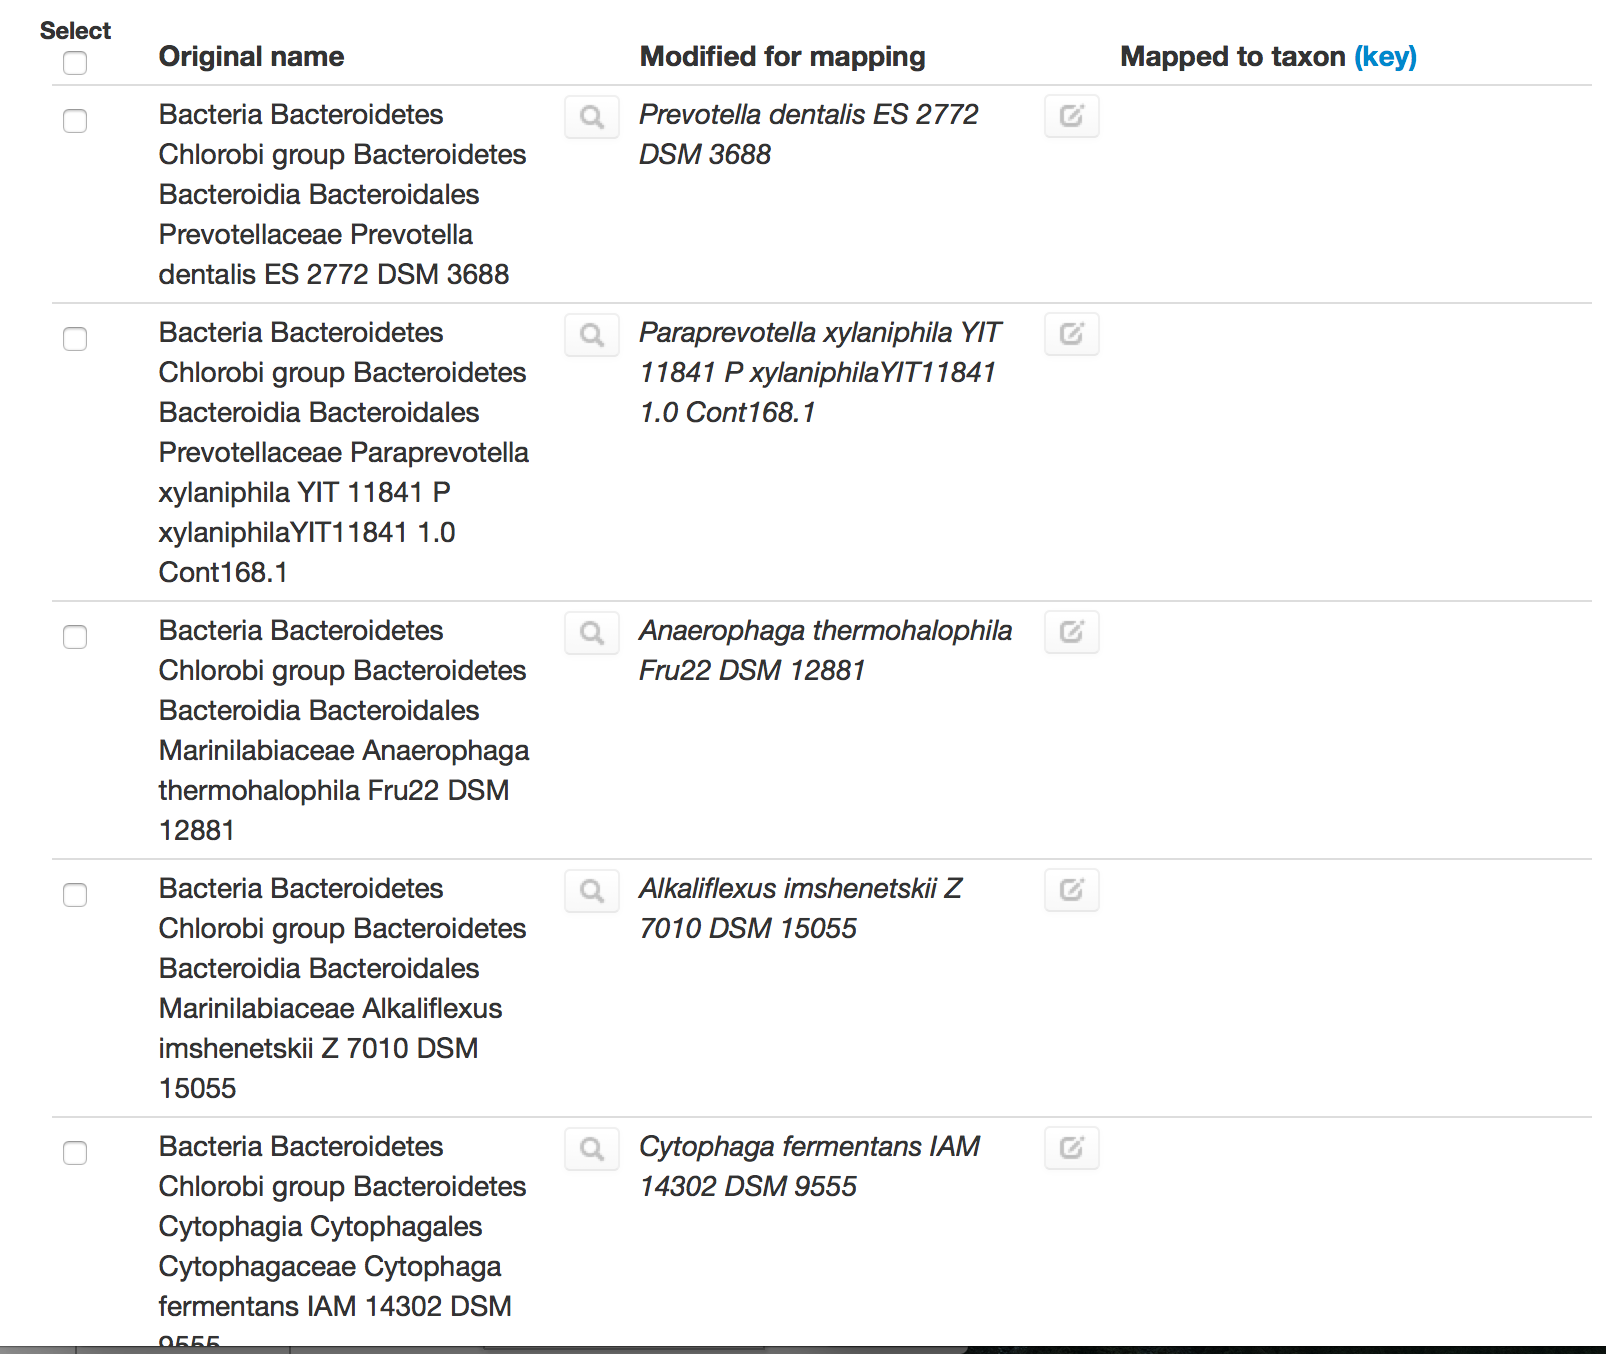 Select
Original name
Modified for mapping
Mapped to taxon (key)
Bacteria Bacteroidetes
Chlorobi group Bacteroidetes
Bacteroidia Bacteroidales
Prevotellaceae Prevotella
dentalis ES 2772 DSM 3688
Prevotella dentalis ES 2772
DSM 3688
Bacteria Bacteroidetes
Chlorobi group Bacteroidetes
Bacteroidia Bacteroidales
Prevotellaceae Paraprevotella
xylaniphila YIT 11841 P
xylaniphilaYIT11841 1.0
Cont168.1
Paraprevotella xylaniphila YIT
11841 P xylaniphilaYIT11841
1.0 Cont168.1
Bacteria Bacteroidetes
Chlorobi group Bacteroidetes
Bacteroidia Bacteroidales
Marinilabiaceae Anaerophaga
thermohalophila Fru22 DSM
12881
Anaerophaga thermohalophila
Fru22 DSM 12881
Bacteria Bacteroidetes
Chlorobi group Bacteroidetes
Bacteroidia Bacteroidales
Marinilabiaceae Alkaliflexus
imshenetskii Z 7010 DSM
15055
Alkaliflexus imshenetskii Z
7010 DSM 15055
Bacteria Bacteroidetes
Chlorobi group Bacteroidetes
Cytophagia Cytophagales
Cytophagaceae Cytophaga
fermentans IAM 14302 DSM
9555
Cytophaga fermentans IAM
14302 DSM 9555